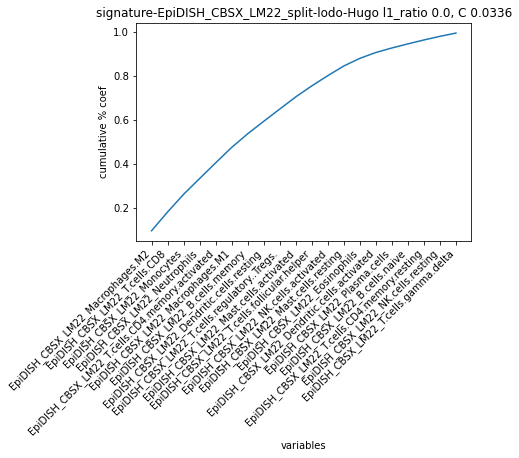 signature-EpiDISH_CBSX_LM22_split-lodo-Hugo l1_ratio 0.0, C 0.0336
cumulative % coef
1.0
0.8
0.6
0.4
0.2
EpiDISH_CBSX_LM22_Macrophages.M2
EpiDISH_CBSX_LM22_T.cells.CD8
EpiDISH_CBSX_LM22_Monocytes
EpiDISH_CBSX_LM22_Neutrophils
EpiDISH_CBSX_LM22_T.cells.CD4.memory.activated
EpiDISH_CBSX_LM22_Macrophages.M1
EpiDISH_CBSX_LM22_B.cells.memory
EpiDISH_CBSX_LM22_Dendritic.cells.resting
EpiDISH_CBSX_LM22_T.cells.regulatory..Tregs.
EpiDISH_CBSX_LM22_Mast.cells.activated
EpiDISH_CBSX_LM22_T.cells.follicular.helper
EpiDISH_CBSX_LM22_NK.cells.activated
EpiDISH_CBSX_LM22_Mast.cells.resting
EpiDISH_CBSX_LM22_Eosinophils
EpiDISH_CBSX_LM22_Dendritic.cells.activated
EpiDISH_CBSX_LM22_Plasma.cells
EpiDISH_CBSX_LM22_B.cells.naive
EpiDISH_CBSX_LM22_T.cells.CD4.memory.resting
EpiDISH_CBSX_LM22_NK.cells.resting
EpiDISH_CBSX_LM22_T.cells.gamma.delta
variables